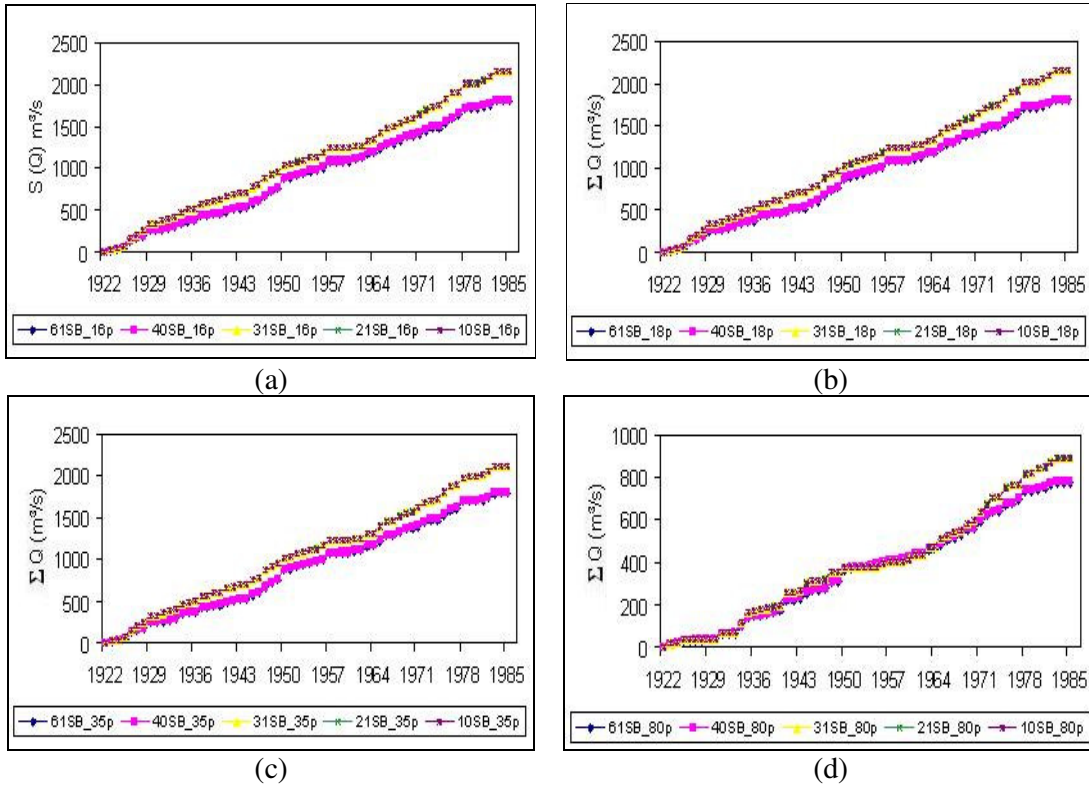 2500
2000
1500
1000
500
0
S (Q) m³/s
1922 1929 1936 1943 1950 1957 1964 1971 1978 1985
61SB_16p 40SB_16p 31SB_16p 21SB_16p 10SB_16p
(a)
2500
2000
1500
1000
500
0
Σ Q (m³/s)
1922 1929 1936 1943 1950 1957 1964 1971 1978 1985
61SB_18p 40SB_18p 31SB_18p 21SB_18p 10SB_18p
(b)
2500
2000
1500
1000
500
0
Σ Q (m³/s)
1922 1929 1936 1943 1950 1957 1964 1971 1978 1985
61SB_35p 40SB_35p 31SB_35p 21SB_35p 10SB_35p
(c)
1000
800
600
400
200
0
Σ Q (m³/s)
1922 1929 1936 1943 1950 1957 1964 1971 1978 1985
61SB_80p 40SB_80p 31SB_80p 21SB_80p 10SB_80p
(d)